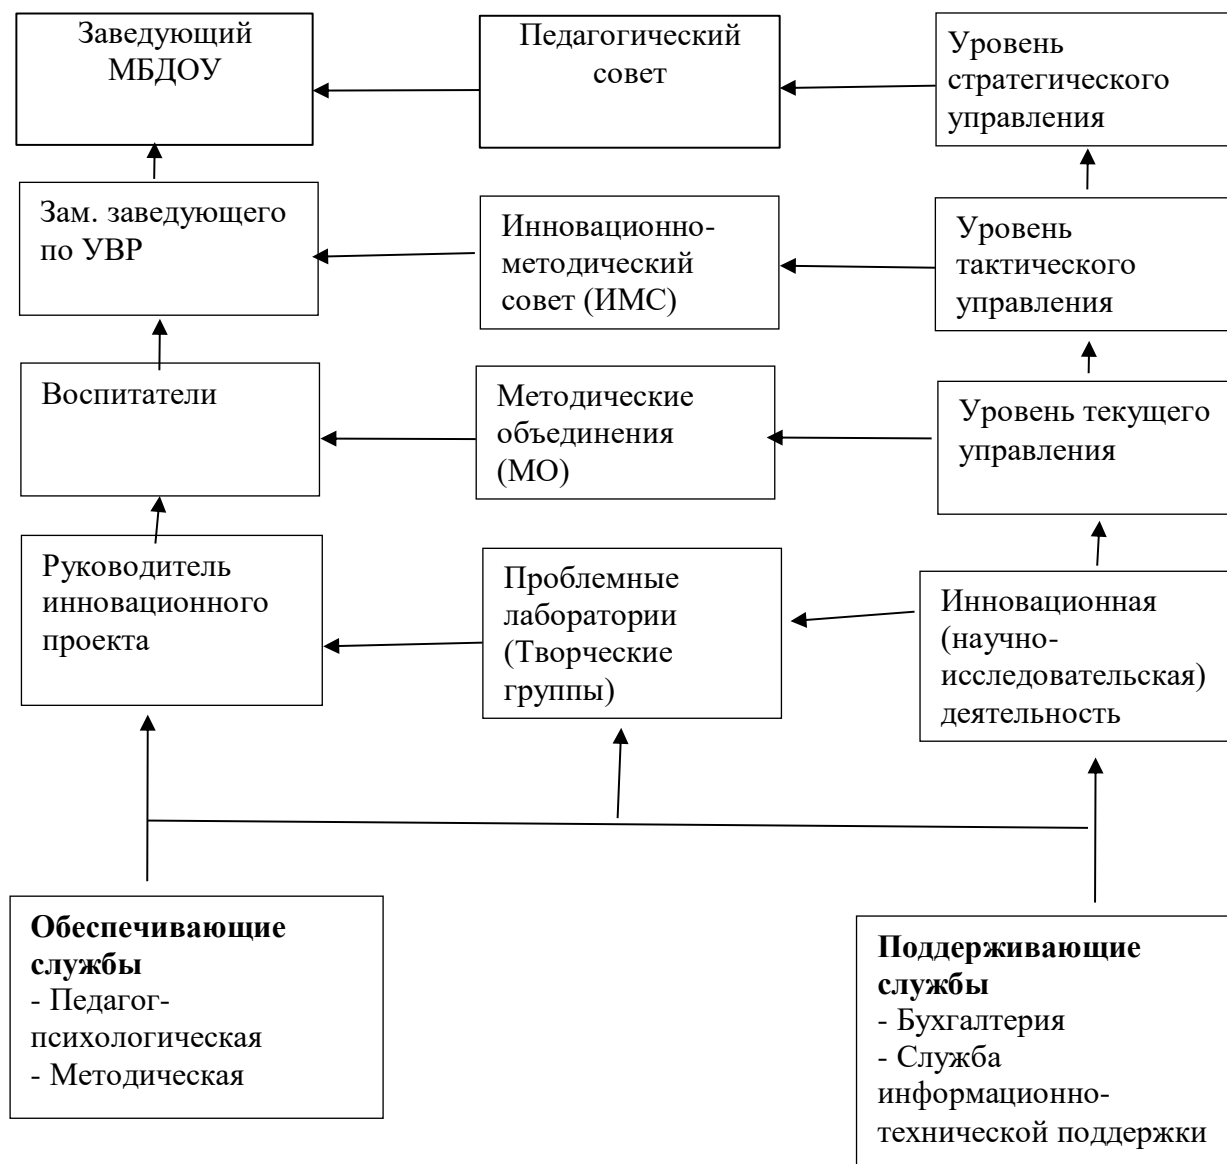 Заведующий
МБДОУ
Педагогический
совет
Уровень
стратегического
управления
Зам. заведующего
по УВР
Инновационно-
методический
совет (ИМС)
Уровень
тактического
управления
Воспитатели
Методические
объединения
(МО)
Уровень текущего
управления
Руководитель
инновационного
проекта
Проблемные
лаборатории
(Творческие
группы)
Инновационная
(научно-
исследовательская)
деятельность
Обеспечивающие
службы
- Педагог-
психологическая
- Методическая
Поддерживающие
службы
- Бухгалтерия
- Служба
информационно-
технической поддержки